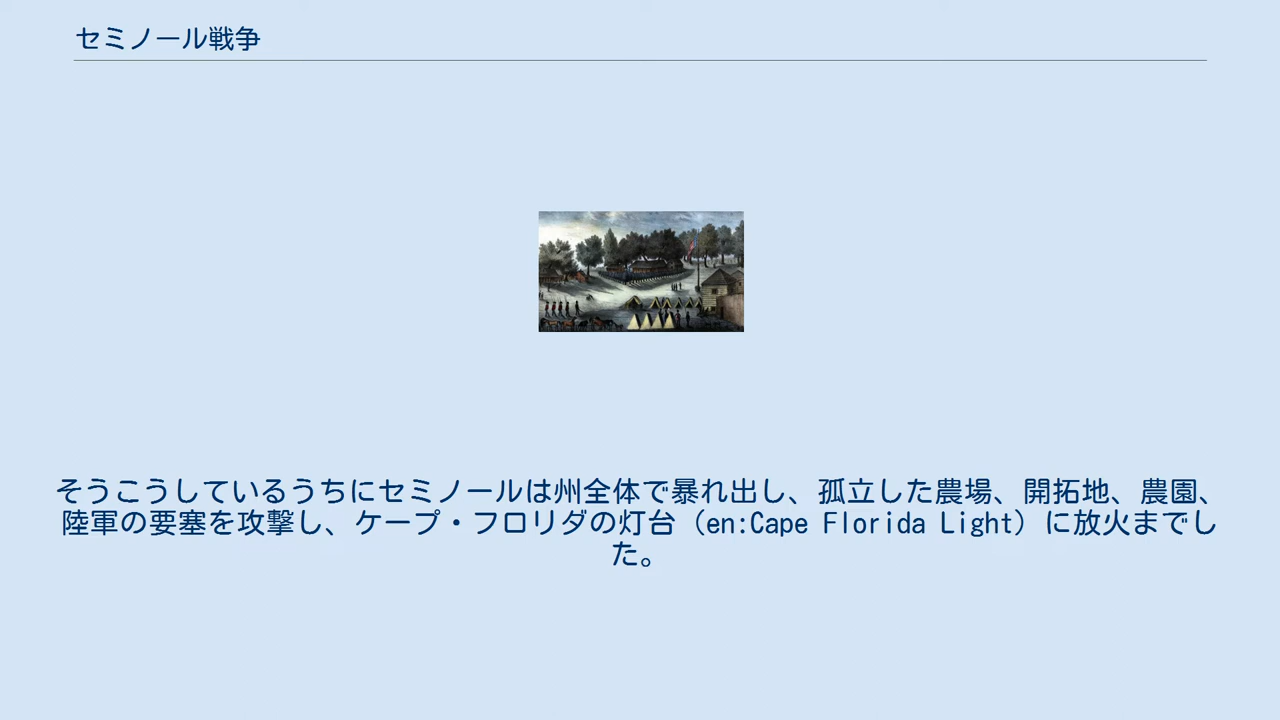 セミノール戦争
そうこうしているうちにセミノールは州全体で暴れ出し、孤立した農場、開拓地、農園、
陸軍の要塞を攻撃し、ケープ・フロリダの灯台（en:Cape Florida Light）に放火までし
た。